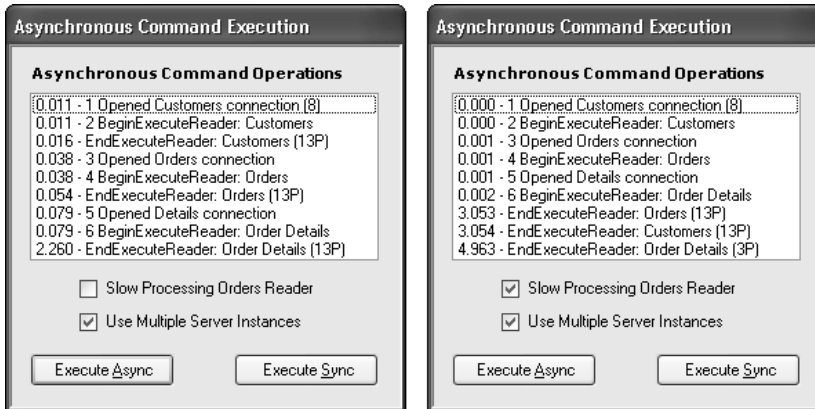 Asynchronous Command Execution
Asynchronous Command Operations
0.011 - 1 Opened Customers connection (8)
0.011 - 2 BeginExecuteReader: Customers
0.016 - EndExecuteReader: Customers (13P)
0.038 - 3 Opened Orders connection
0.038 - 4 BeginExecuteReader: Orders
0.054 - EndExecuteReader: Orders (13P)
0.079 - 5 Opened Details connection
0.079 - 6 BeginExecuteReader: Order Details
2.260 - EndExecuteReader: Order Details (13P)
Slow Processing Orders Reader
Use Multiple Server Instances
Execute Async
Execute Sync
Asynchronous Command Execution
Asynchronous Command Operations
0.000 - 1 Opened Customers connection (8)
0.000 - 2 BeginExecuteReader: Customers
0.001 - 3 Opened Orders connection
0.001 - 4 BeginExecuteReader: Orders
0.001 - 5 Opened Details connection
0.002 - 6 BeginExecuteReader: Order Details
3.053 - EndExecuteReader: Orders (13P)
3.054 - EndExecuteReader: Customers (13P)
4.963 - EndExecuteReader: Order Details (3P)
Slow Processing Orders Reader
Use Multiple Server Instances
Execute Async
Execute Sync